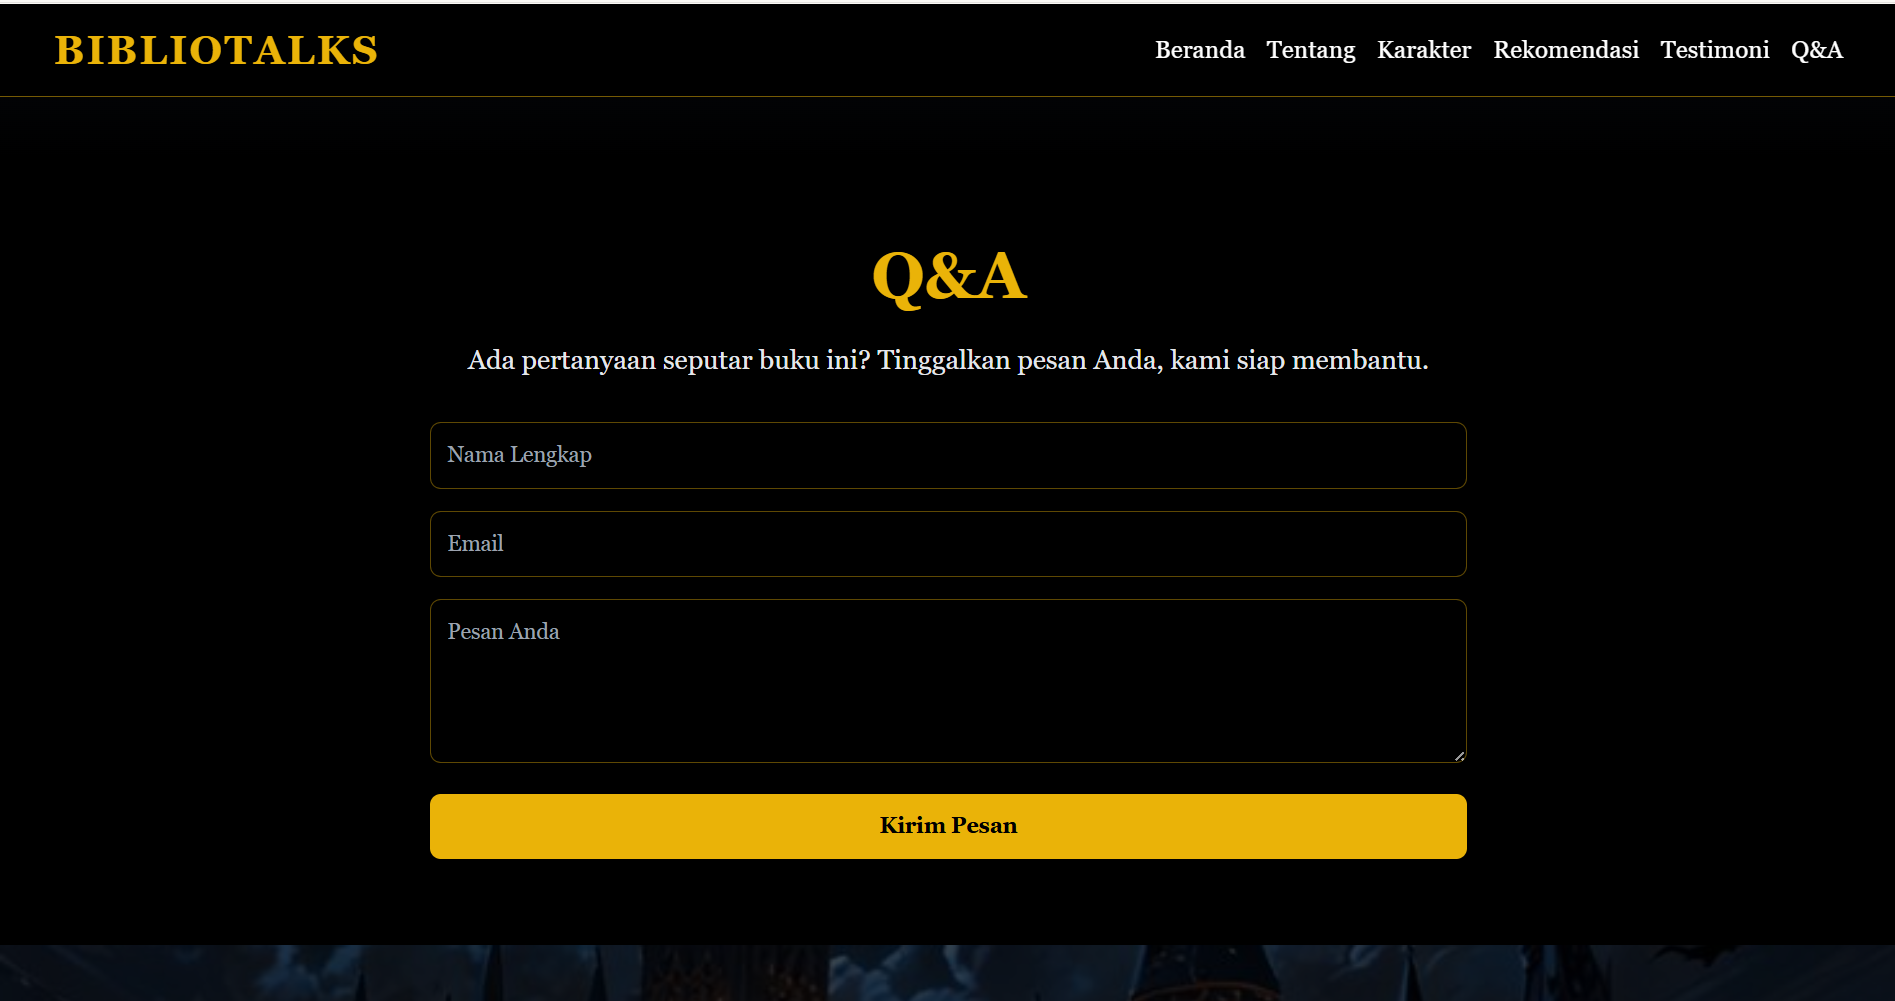 BIBLIOTALKS
Beranda Tentang Karakter Rekomendasi Testimoni Q&A
Q&A
Ada pertanyaan seputar buku ini? Tinggalkan pesan Anda, kami siap membantu.
Nama Lengkap
Email
Pesan Anda
Kirim Pesan